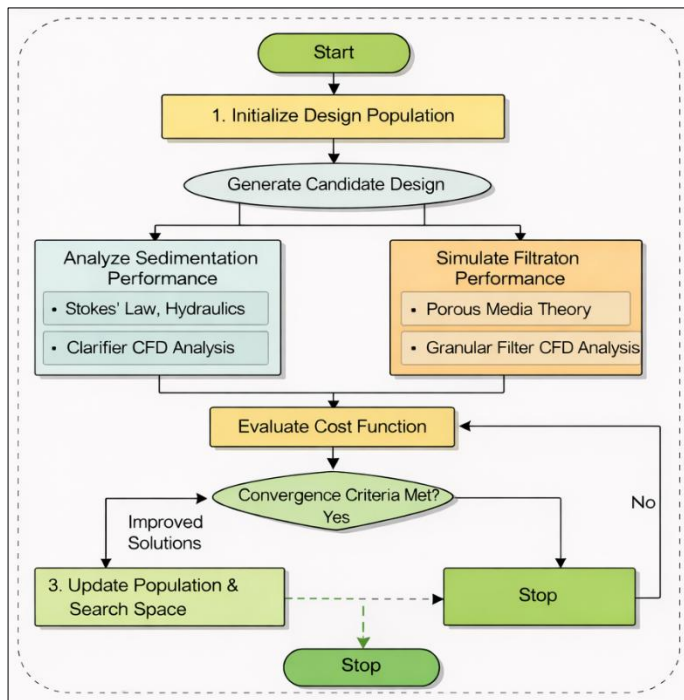 Start
1. Initialize Design Population
Generate Candidate Design
Analyze Sedimentation
Performance
• Stokes' Law, Hydraulics
• Clarifier CFD Analysis
Simulate Filtraton
Performance
• Porous Media Theory
• Granular Filter CFD Analysis
Evaluate Cost Function
Convergence Criteria Met?
Yes
No
Improved
Solutions
3. Update Population &
Search Space
Stop
Stop